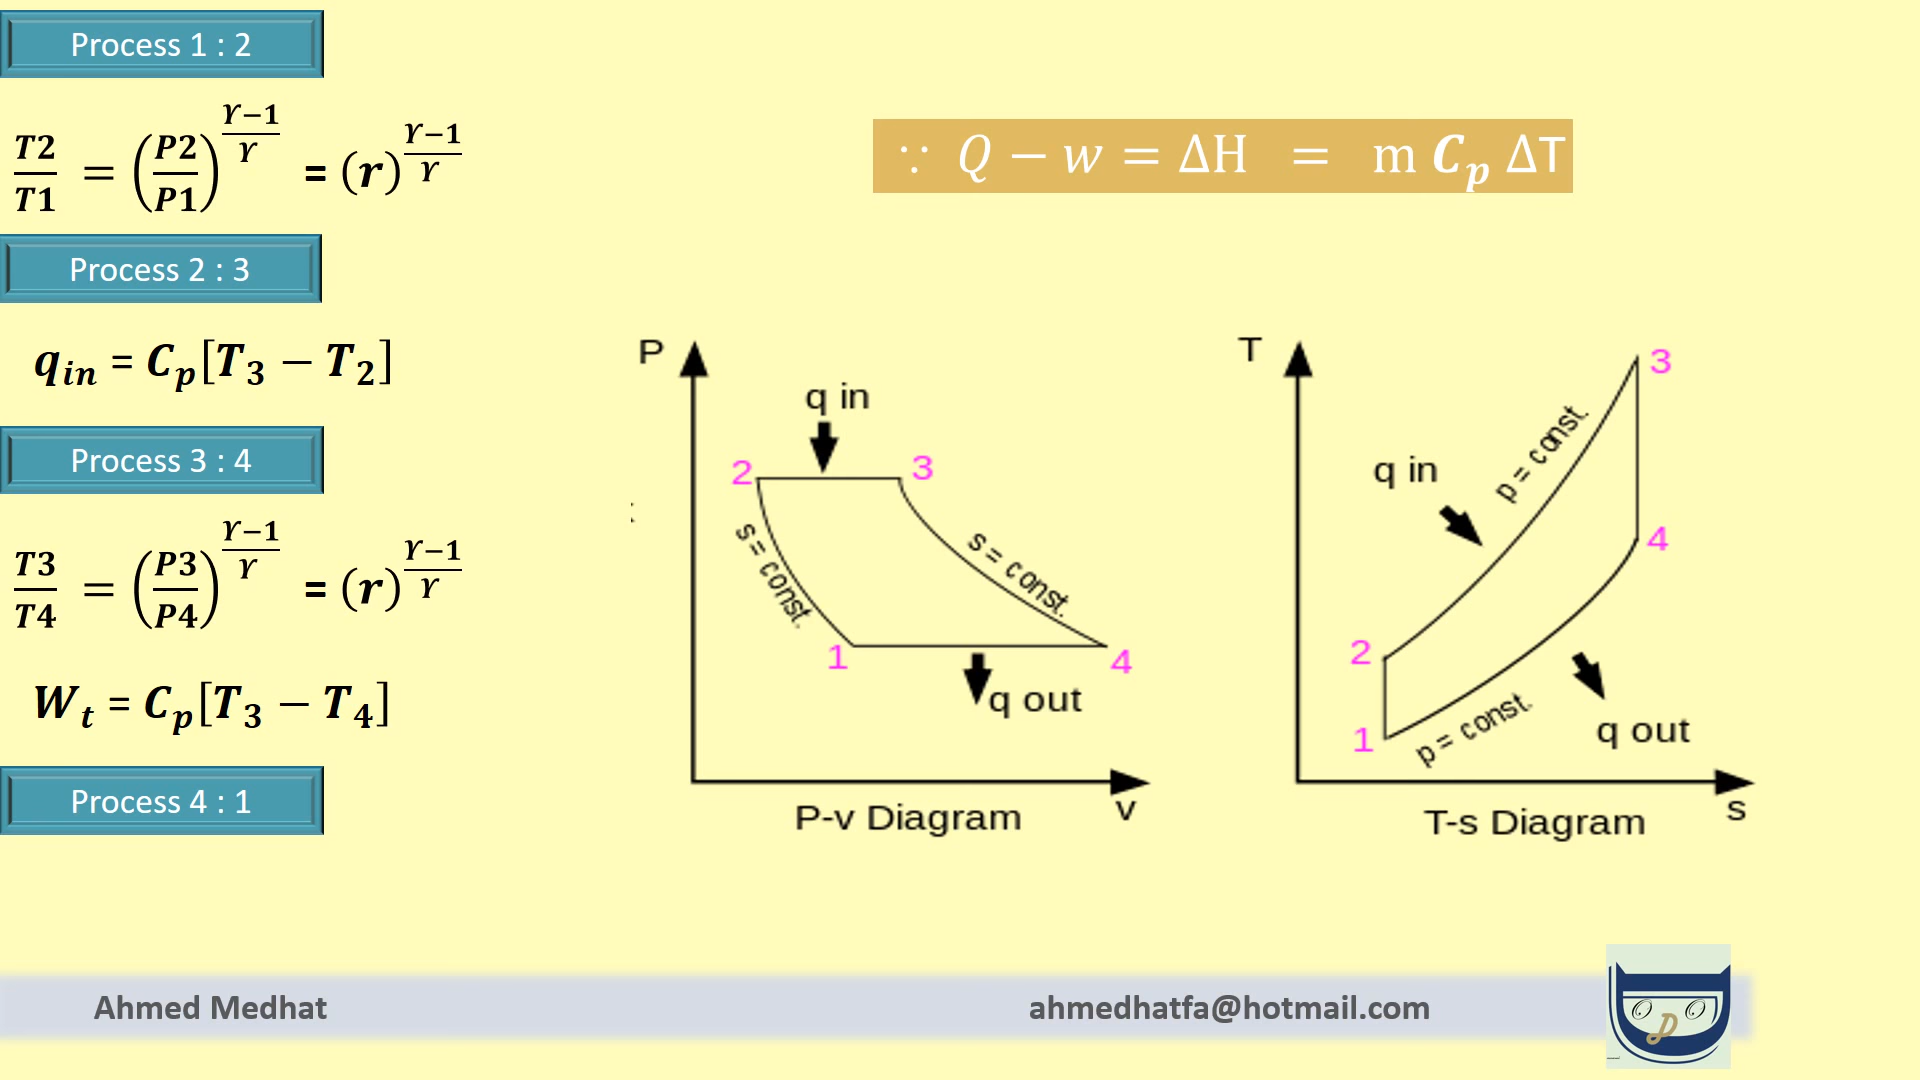 Process 1 : 2
T2/T1 = (P2/P1)^((ϒ−1)/ϒ) = (r)^((ϒ−1)/ϒ)
∵ Q − w = ΔH = m C_p ΔT
Process 2 : 3
q_in = C_p[T_3 − T_2]
Process 3 : 4
T3/T4 = (P3/P4)^((ϒ−1)/ϒ) = (r)^((ϒ−1)/ϒ)
W_t = C_p[T_3 − T_4]
Process 4 : 1
P
q in
2
3
s = const.
s = const.
1
4
q out
v
P-v Diagram
T
3
p = const.
q in
4
2
1
p = const.
q out
s
T-s Diagram
Ahmed Medhat
ahmedhatfa@hotmail.com
D